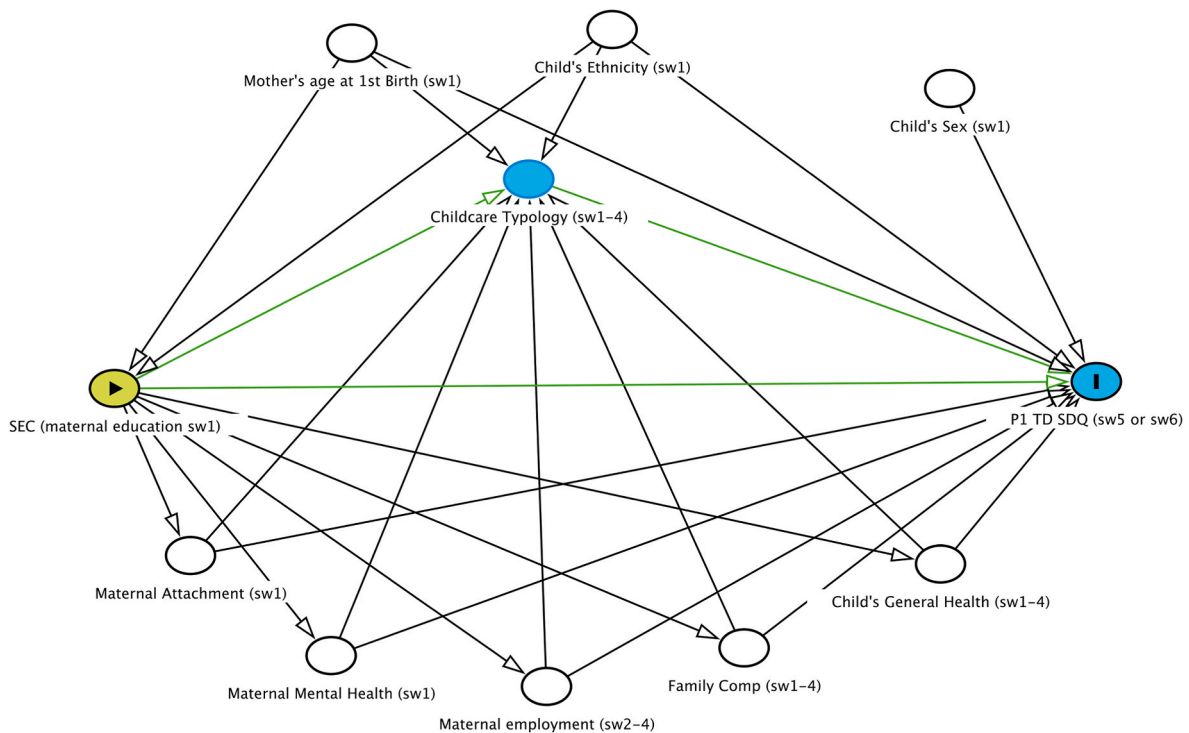 Mother's age at 1st Birth (sw1)
Child's Ethnicity (sw1)
Child's Sex (sw1)
Childcare Typology (sw1-4)
SEC (maternal education sw1)
P1 TD SDQ (sw5 or sw6)
Maternal Attachment (sw1)
Child's General Health (sw1-4)
Maternal Mental Health (sw1)
Family Comp (sw1-4)
Maternal employment (sw2-4)